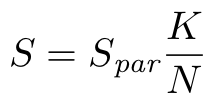 $S = S_{par} \frac{K}{N}$